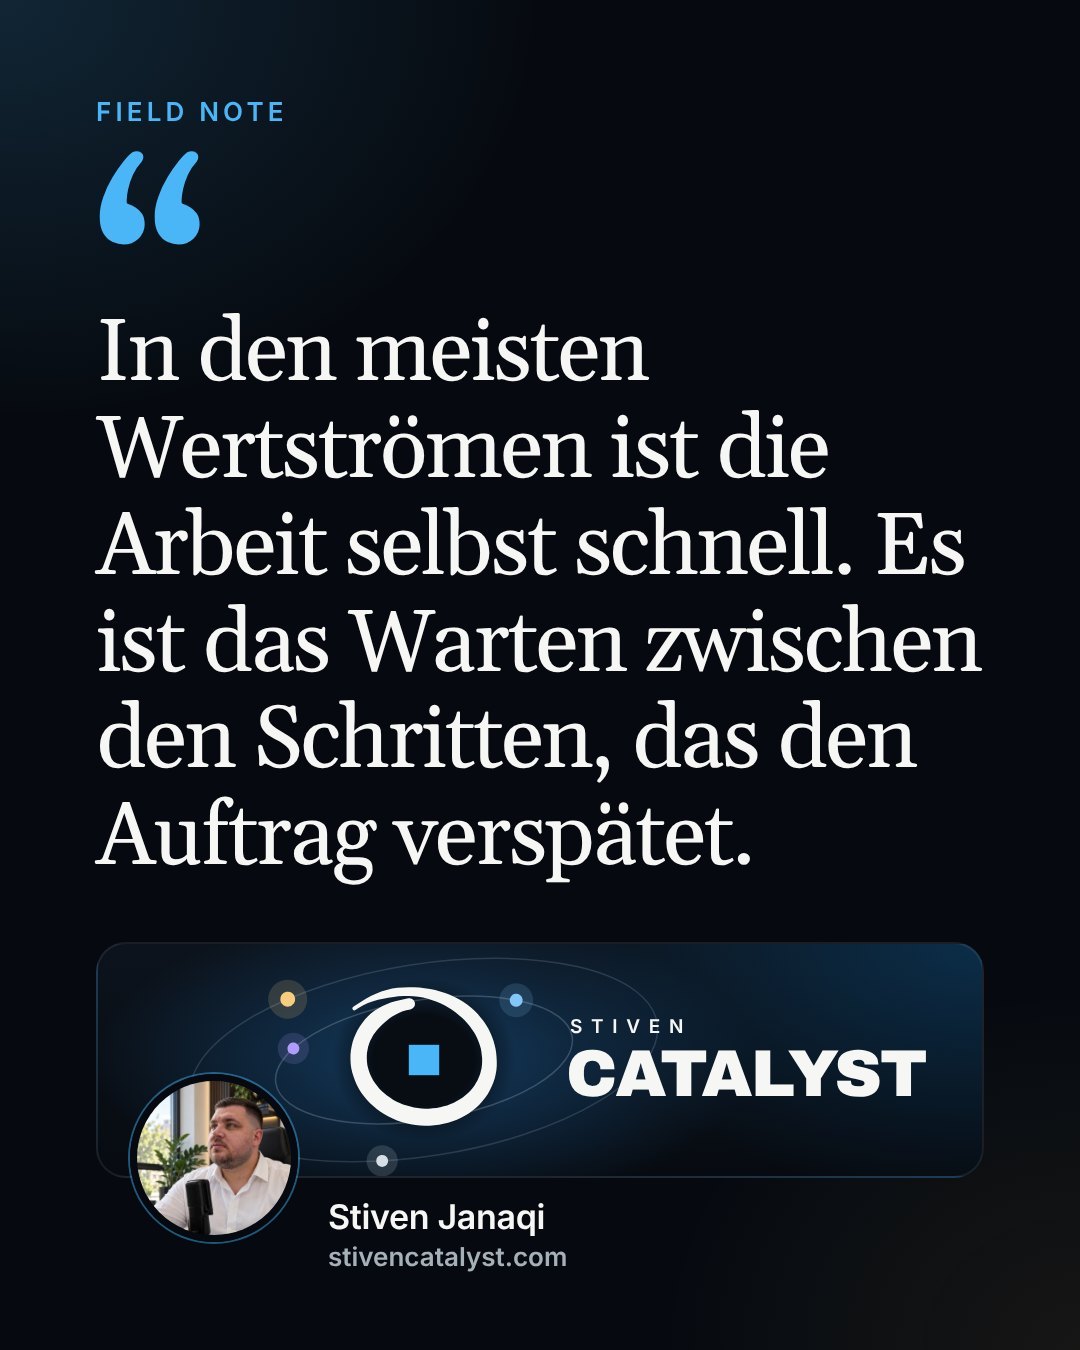 FIELD NOTE
“
In den meisten
Wertströmen ist die
Arbeit selbst schnell. Es
ist das Warten zwischen
den Schritten, das den
Auftrag verspätet.
STIVEN
CATALYST
Stiven Janaqi
stivencatalyst.com